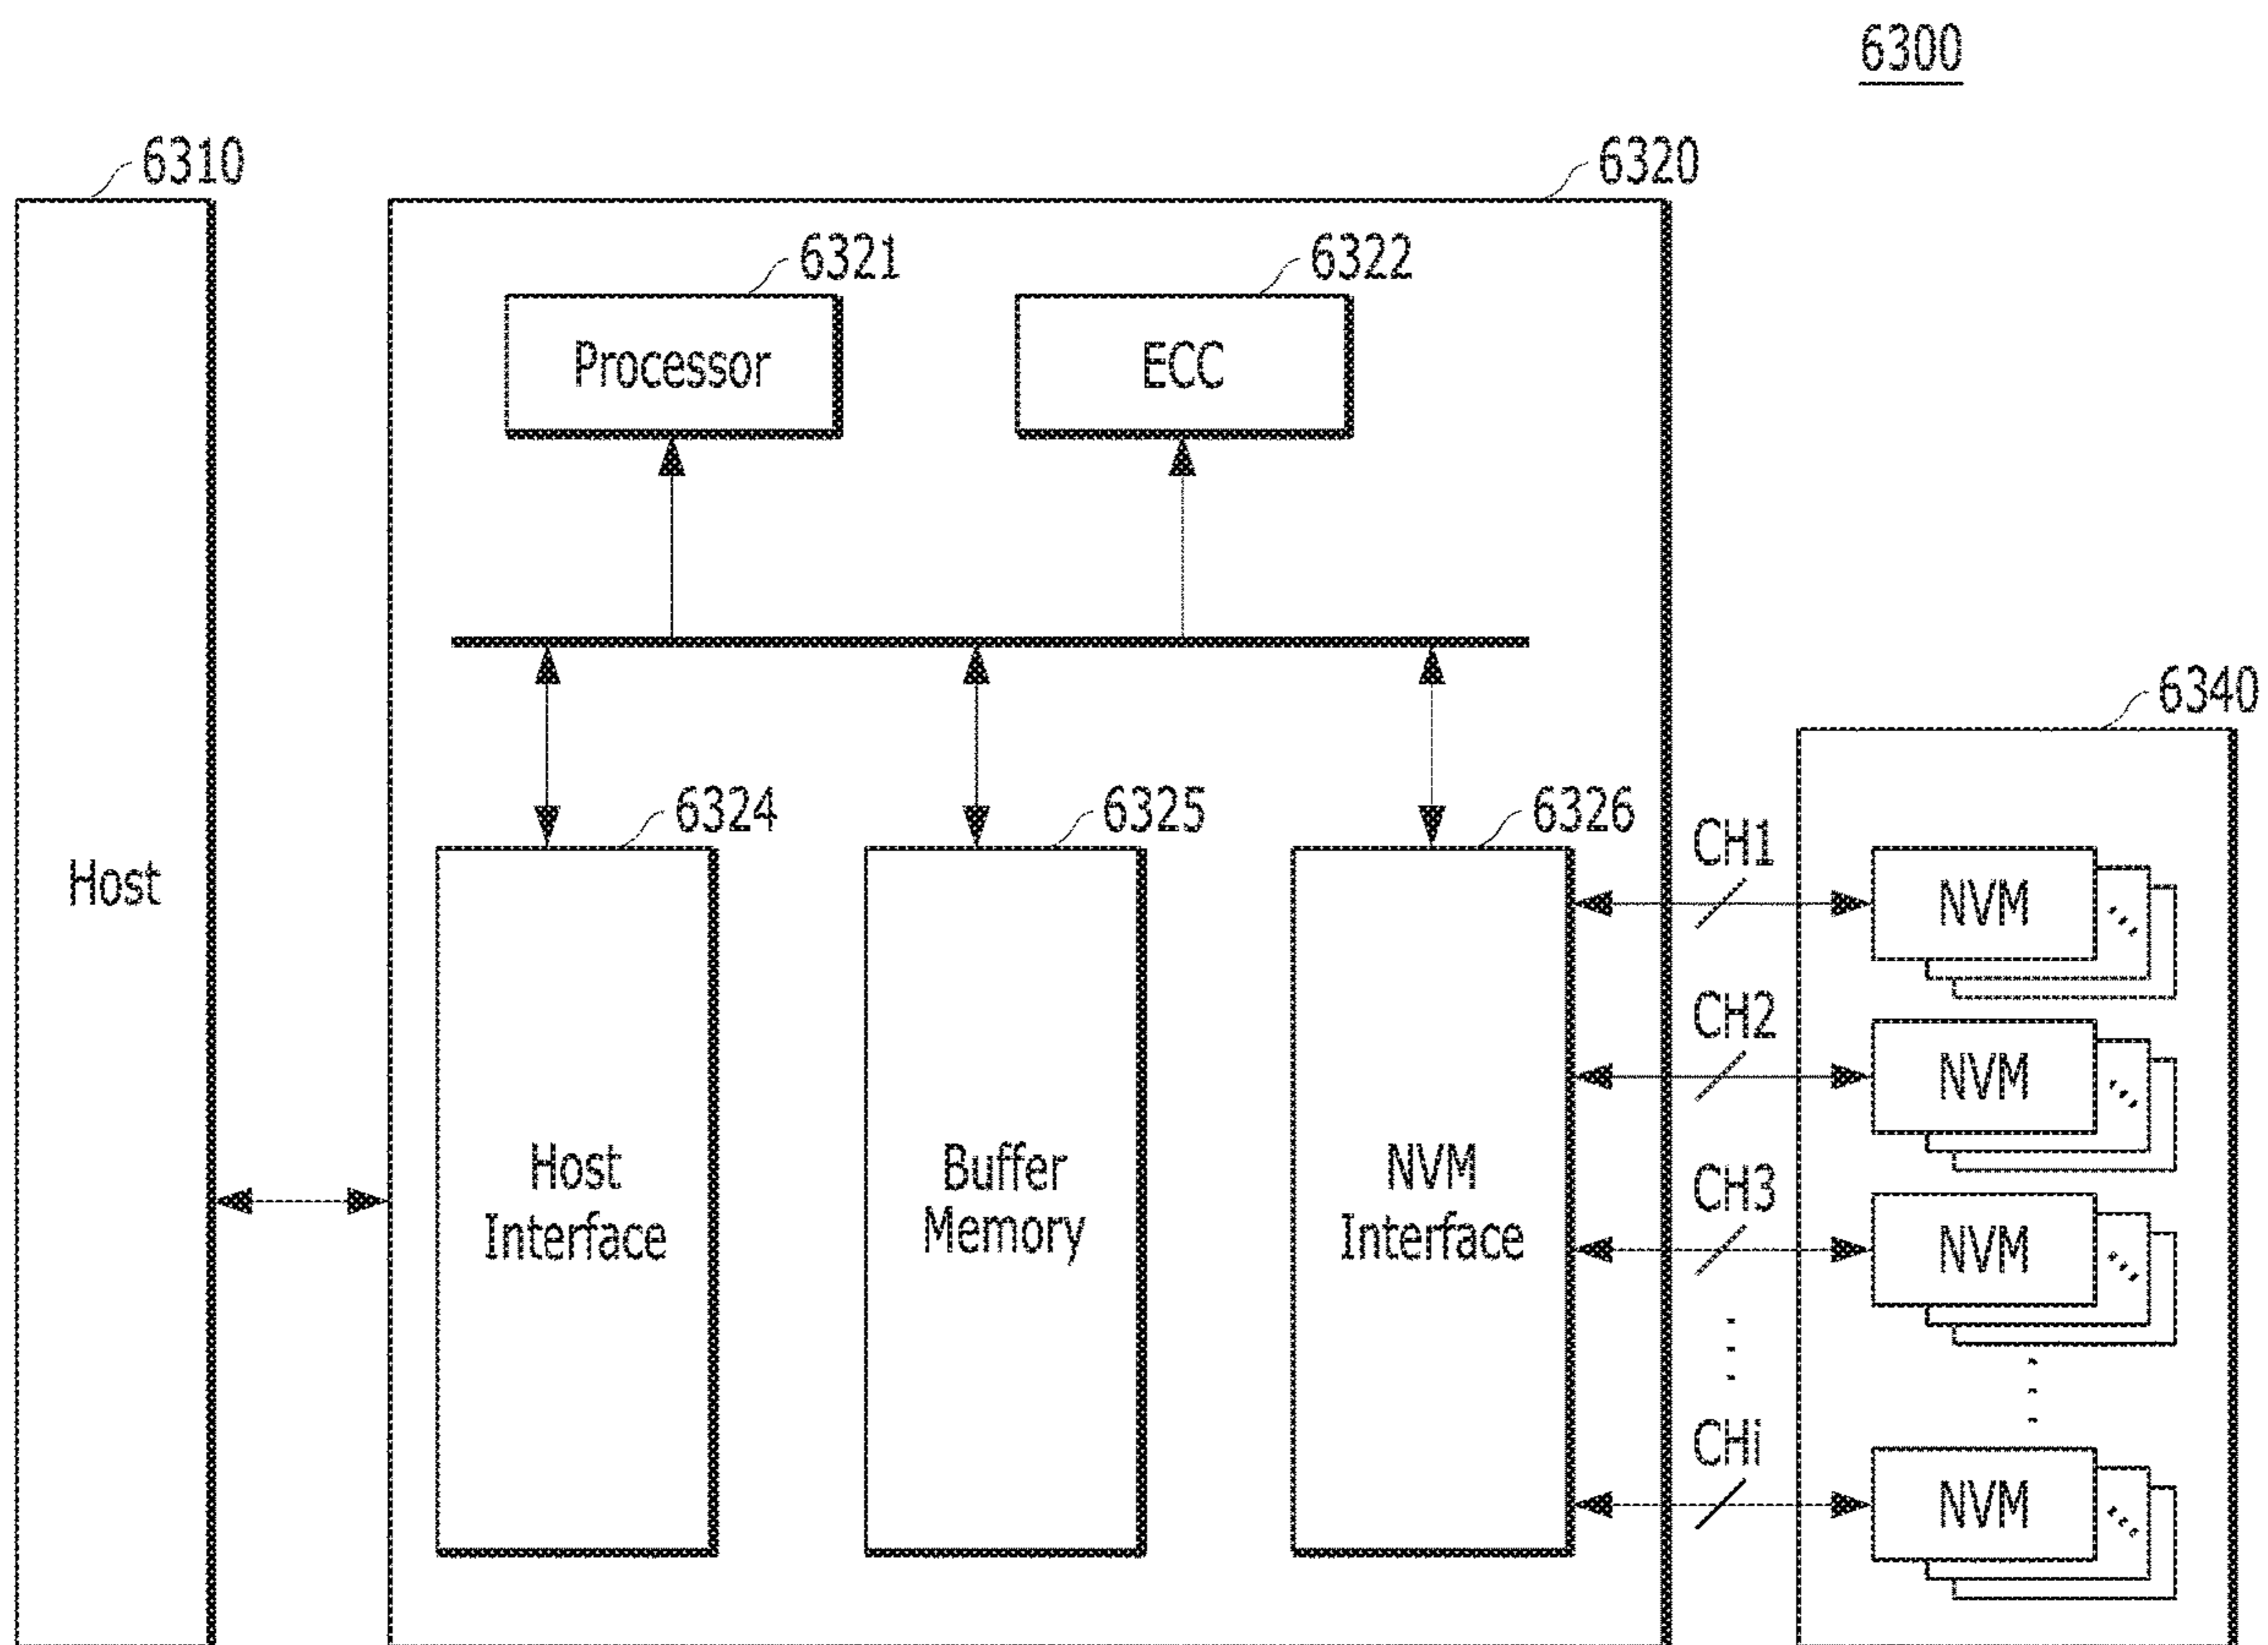 6300
6310
6320
6321
6322
Processor
ECC
6340
6324
6325
6326
CH1
Host
NVM
CH2
NVM
Host
Interface
Buffer
Memory
NVM
Interface
CH3
NVM
CHi
NVM